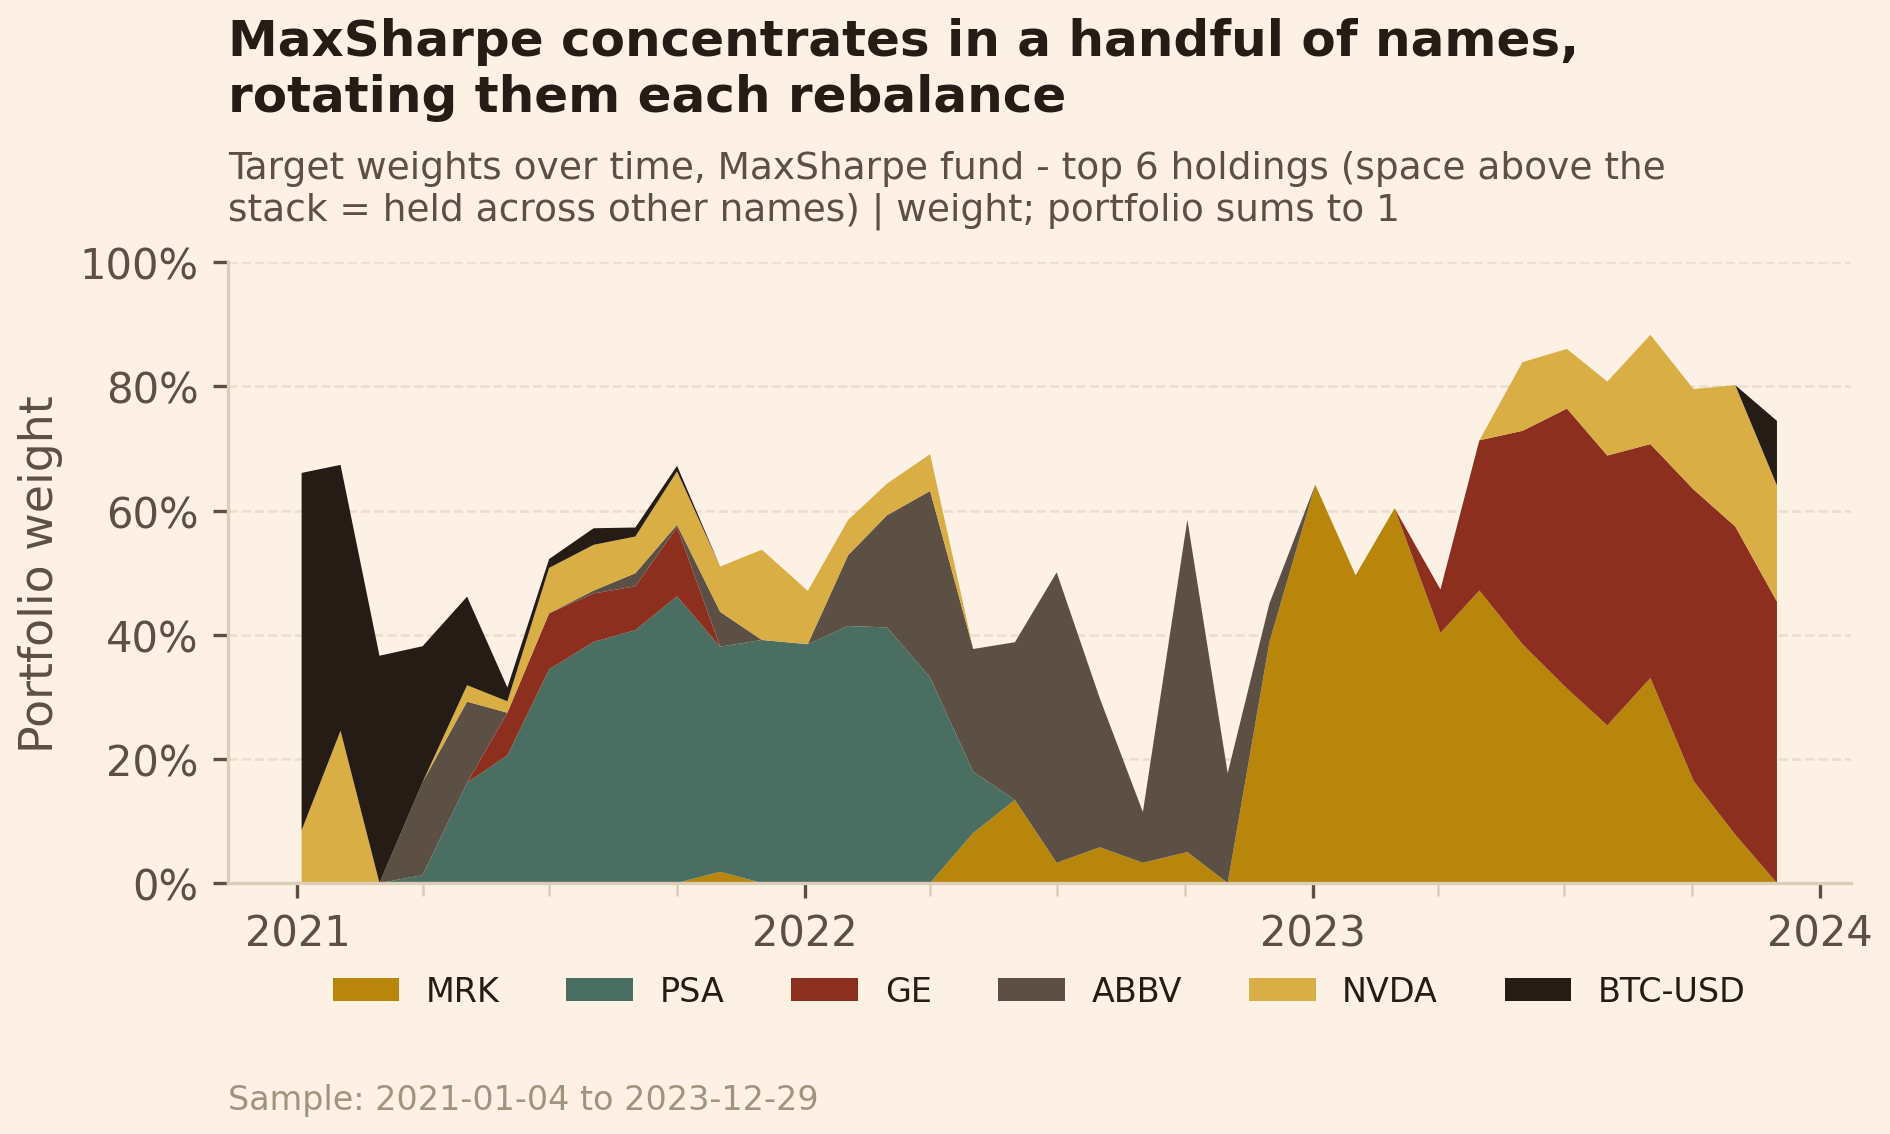 MaxSharpe concentrates in a handful of names,
rotating them each rebalance
Target weights over time, MaxSharpe fund - top 6 holdings (space above the
stack = held across other names) | weight; portfolio sums to 1
Portfolio weight
100%
80%
60%
40%
20%
0%
2021 2022 2023 2024
MRK PSA GE ABBV NVDA BTC-USD
Sample: 2021-01-04 to 2023-12-29